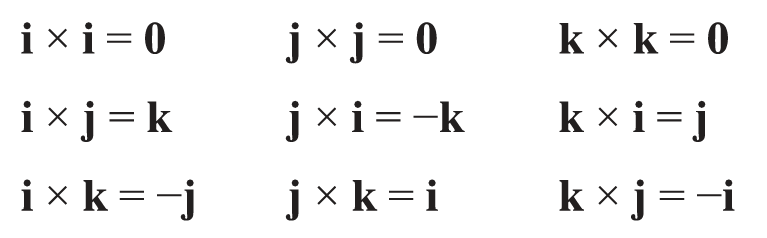 i × i = 0 j × j = 0 k × k = 0
i × j = k j × i = −k k × i = j
i × k = −j j × k = i k × j = −i